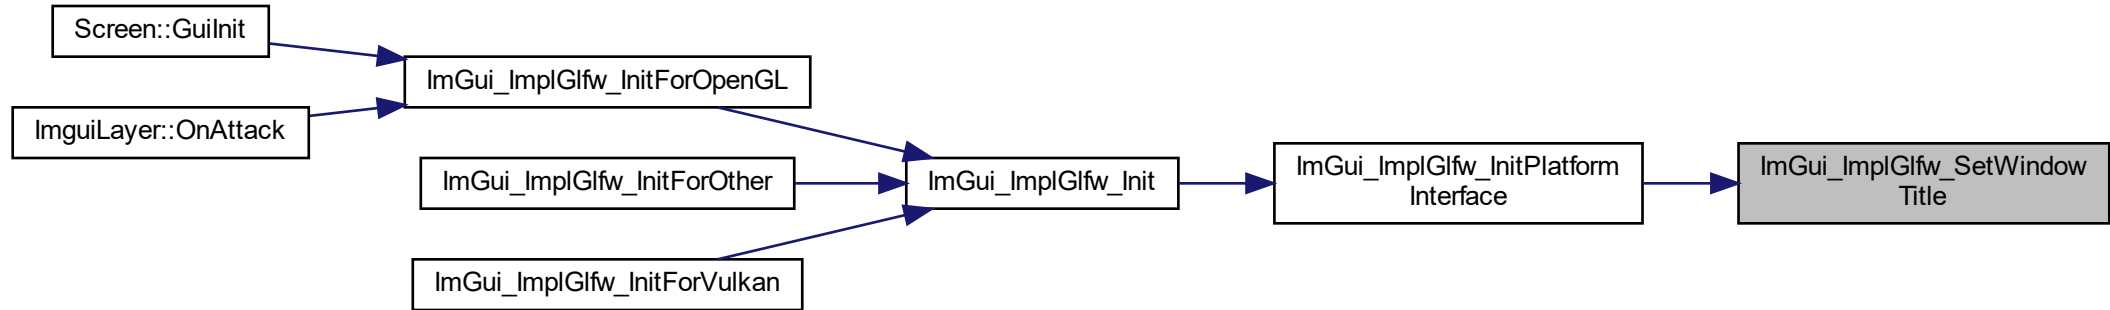 Screen::GuiInit
ImguiLayer::OnAttack
ImGui_ImplGlfw_InitForOpenGL
ImGui_ImplGlfw_InitForOther
ImGui_ImplGlfw_InitForVulkan
ImGui_ImplGlfw_Init
ImGui_ImplGlfw_InitPlatform
Interface
ImGui_ImplGlfw_SetWindow
Title